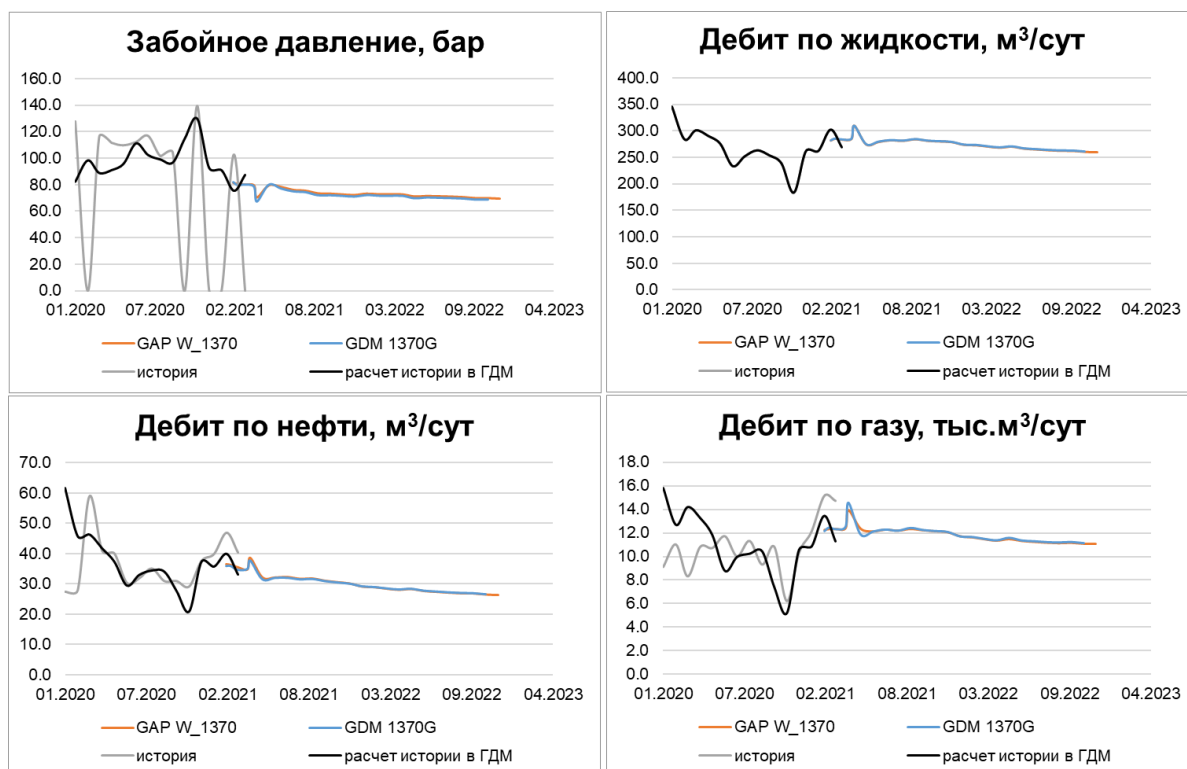 Забойное давление, бар
160.0
140.0
120.0
100.0
80.0
60.0
40.0
20.0
0.0
01.2020 07.2020 02.2021 08.2021 03.2022 09.2022 04.2023
GAP W_1370 GDM 1370G
история расчет истории в ГДМ
Дебит по жидкости, м³/сут
400.0
350.0
300.0
250.0
200.0
150.0
100.0
50.0
0.0
01.2020 07.2020 02.2021 08.2021 03.2022 09.2022 04.2023
GAP W_1370 GDM 1370G
история расчет истории в ГДМ
Дебит по нефти, м³/сут
70.0
60.0
50.0
40.0
30.0
20.0
10.0
0.0
01.2020 07.2020 02.2021 08.2021 03.2022 09.2022 04.2023
GAP W_1370 GDM 1370G
история расчет истории в ГДМ
Дебит по газу, тыс.м³/сут
18.0
16.0
14.0
12.0
10.0
8.0
6.0
4.0
2.0
0.0
01.2020 07.2020 02.2021 08.2021 03.2022 09.2022 04.2023
GAP W_1370 GDM 1370G
история расчет истории в ГДМ